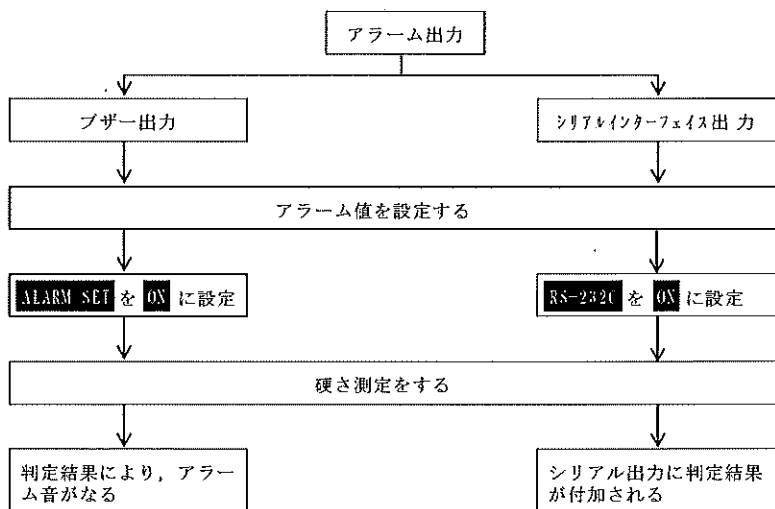 アラーム出力
ブザー出力
シリアルインターフェイス出力
アラーム値を設定する
ALARM SET を ON に設定
RS-232C を ON に設定
硬さ測定をする
判定結果により，アラー
ム音がなる
シリアル出力に判定結果
が付加される